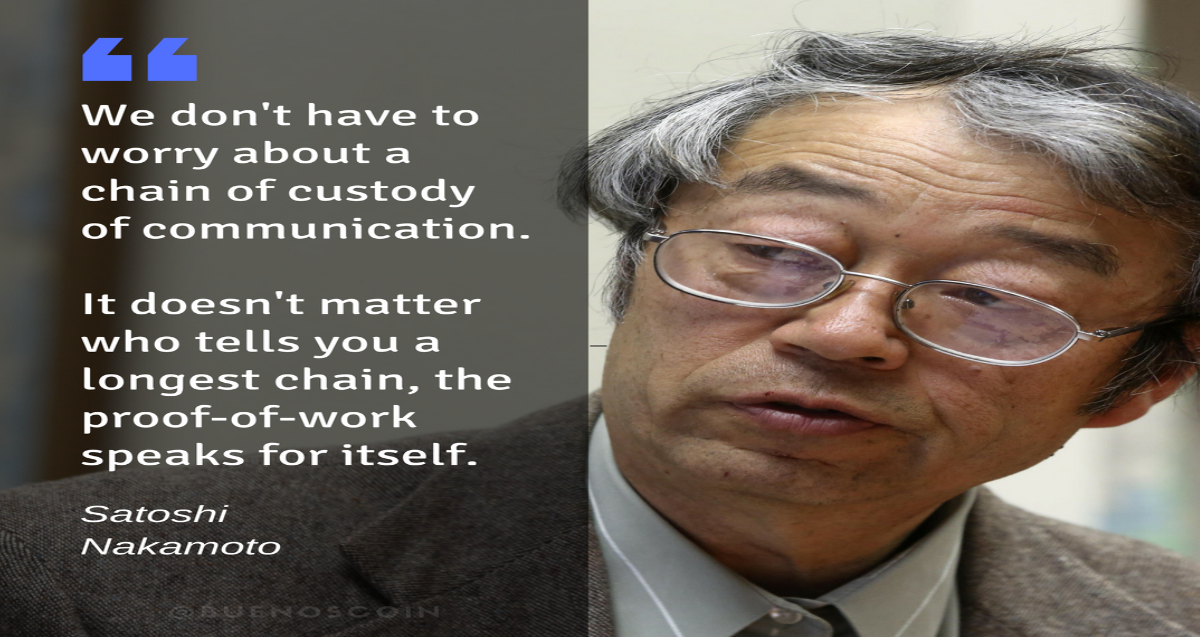 We don't have to
worry about a
chain of custody
of communication.
It doesn't matter
who tells you a
longest chain, the
proof-of-work
speaks for itself.
Satoshi
Nakamoto
@BUENOSCOIN